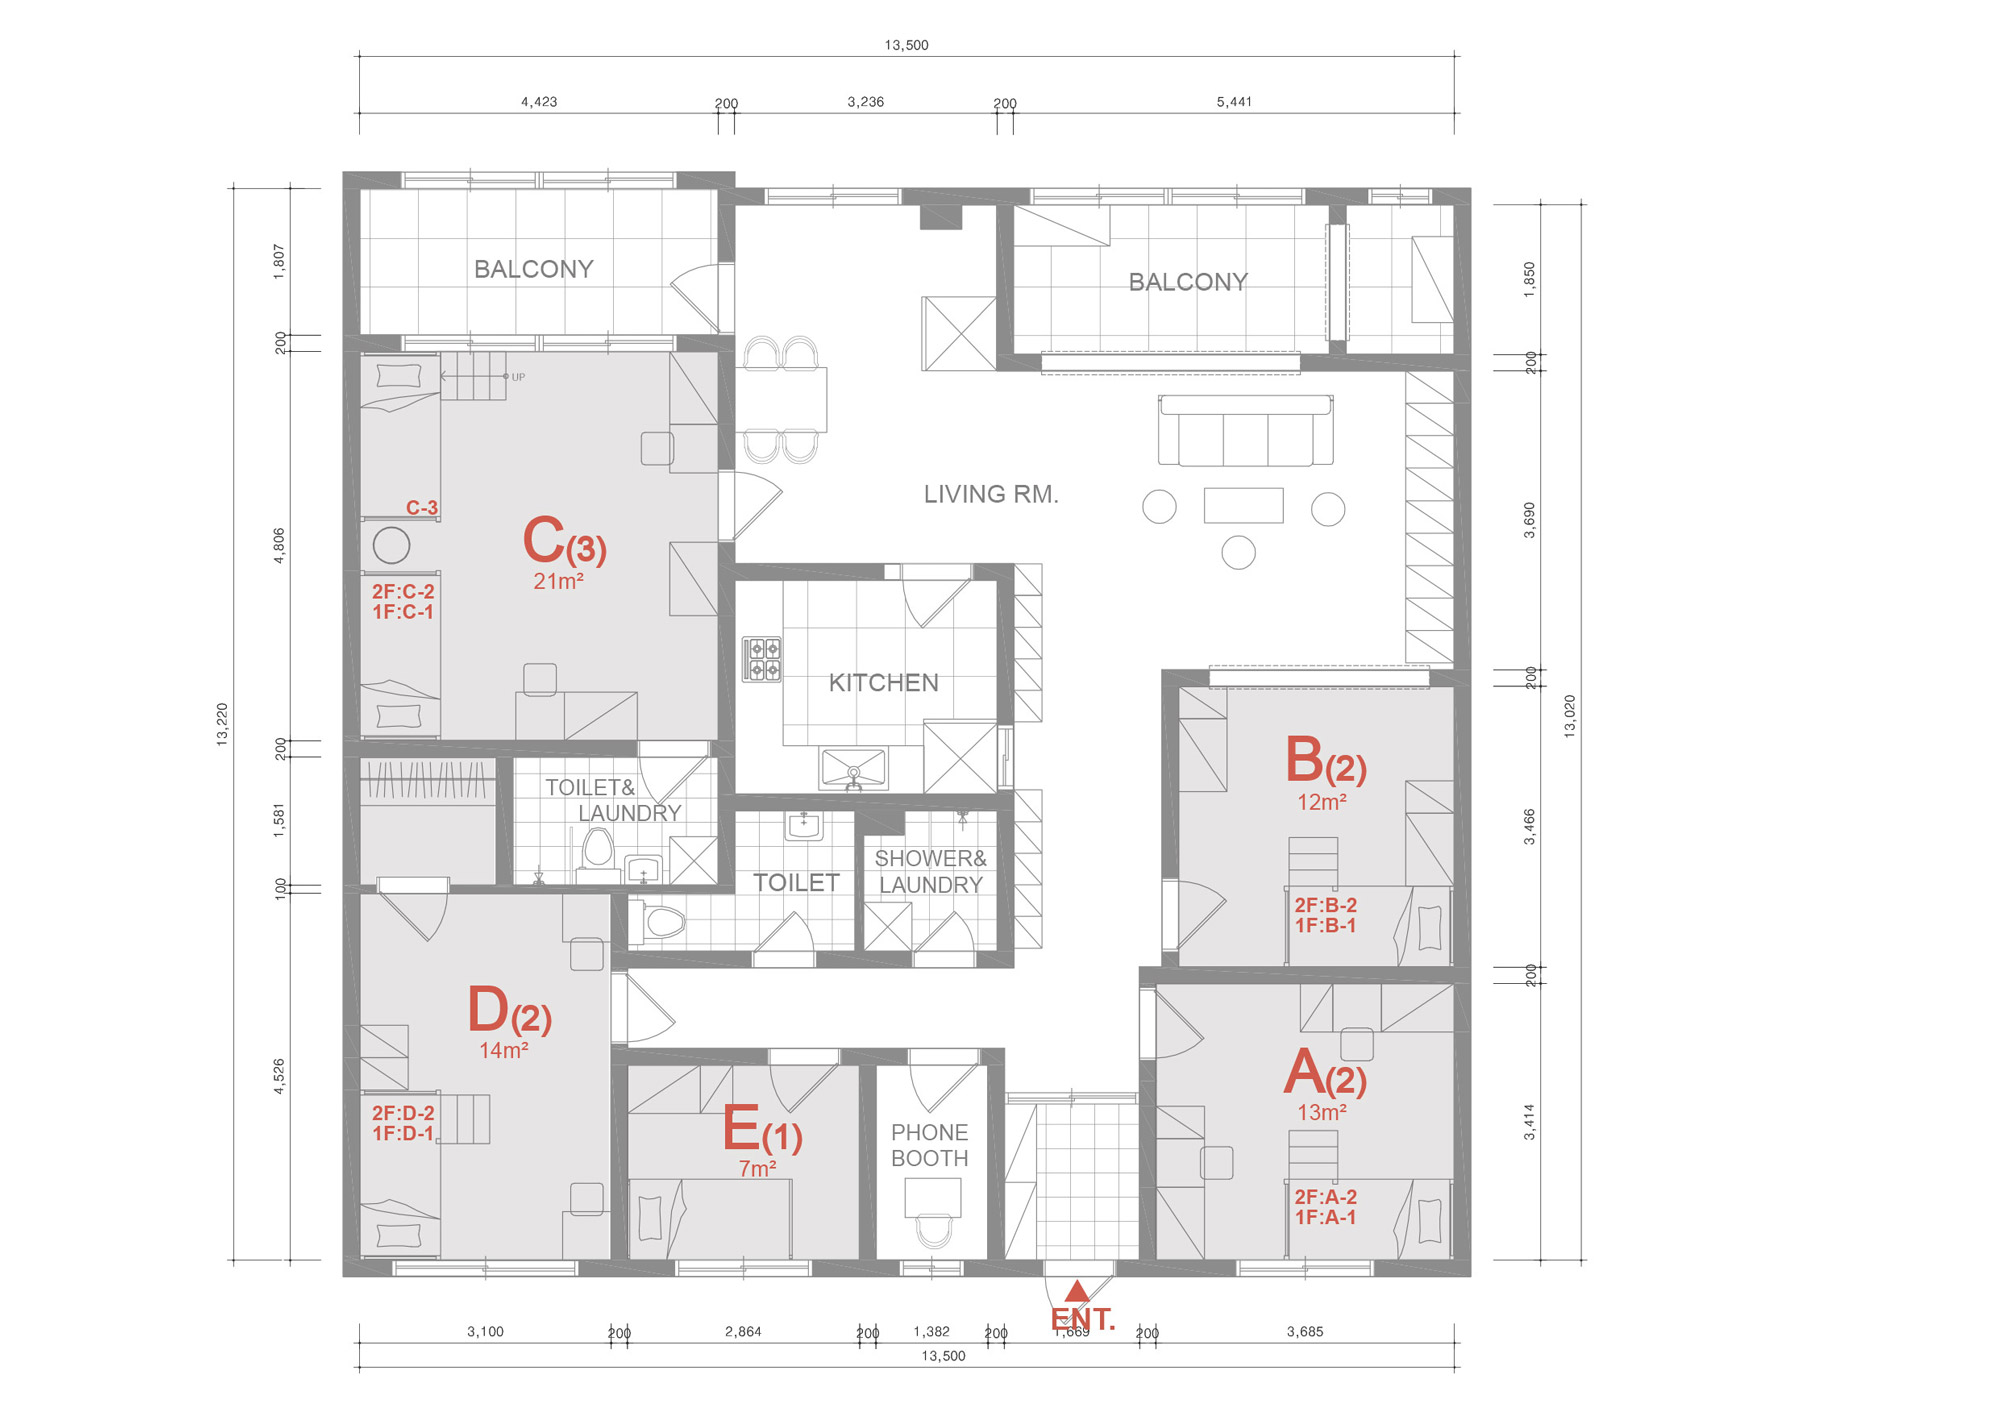 13,500
4,423 200 3,236 200 5,441
BALCONY
BALCONY
1,807
200
4,806
200
1,581
100
4,526
13,220
1,850
200
3,690
200
3,466
200
3,414
13,020
UP
C-3
C(3)
21m²
2F:C-2
1F:C-1
LIVING RM.
KITCHEN
B(2)
12m²
2F:B-2
1F:B-1
TOILET&
LAUNDRY
TOILET
SHOWER&
LAUNDRY
D(2)
14m²
2F:D-2
1F:D-1
E(1)
7m²
PHONE
BOOTH
A(2)
13m²
2F:A-2
1F:A-1
ENT.
3,100 200 2,864 200 1,382 200 1,669 200 3,685
13,500